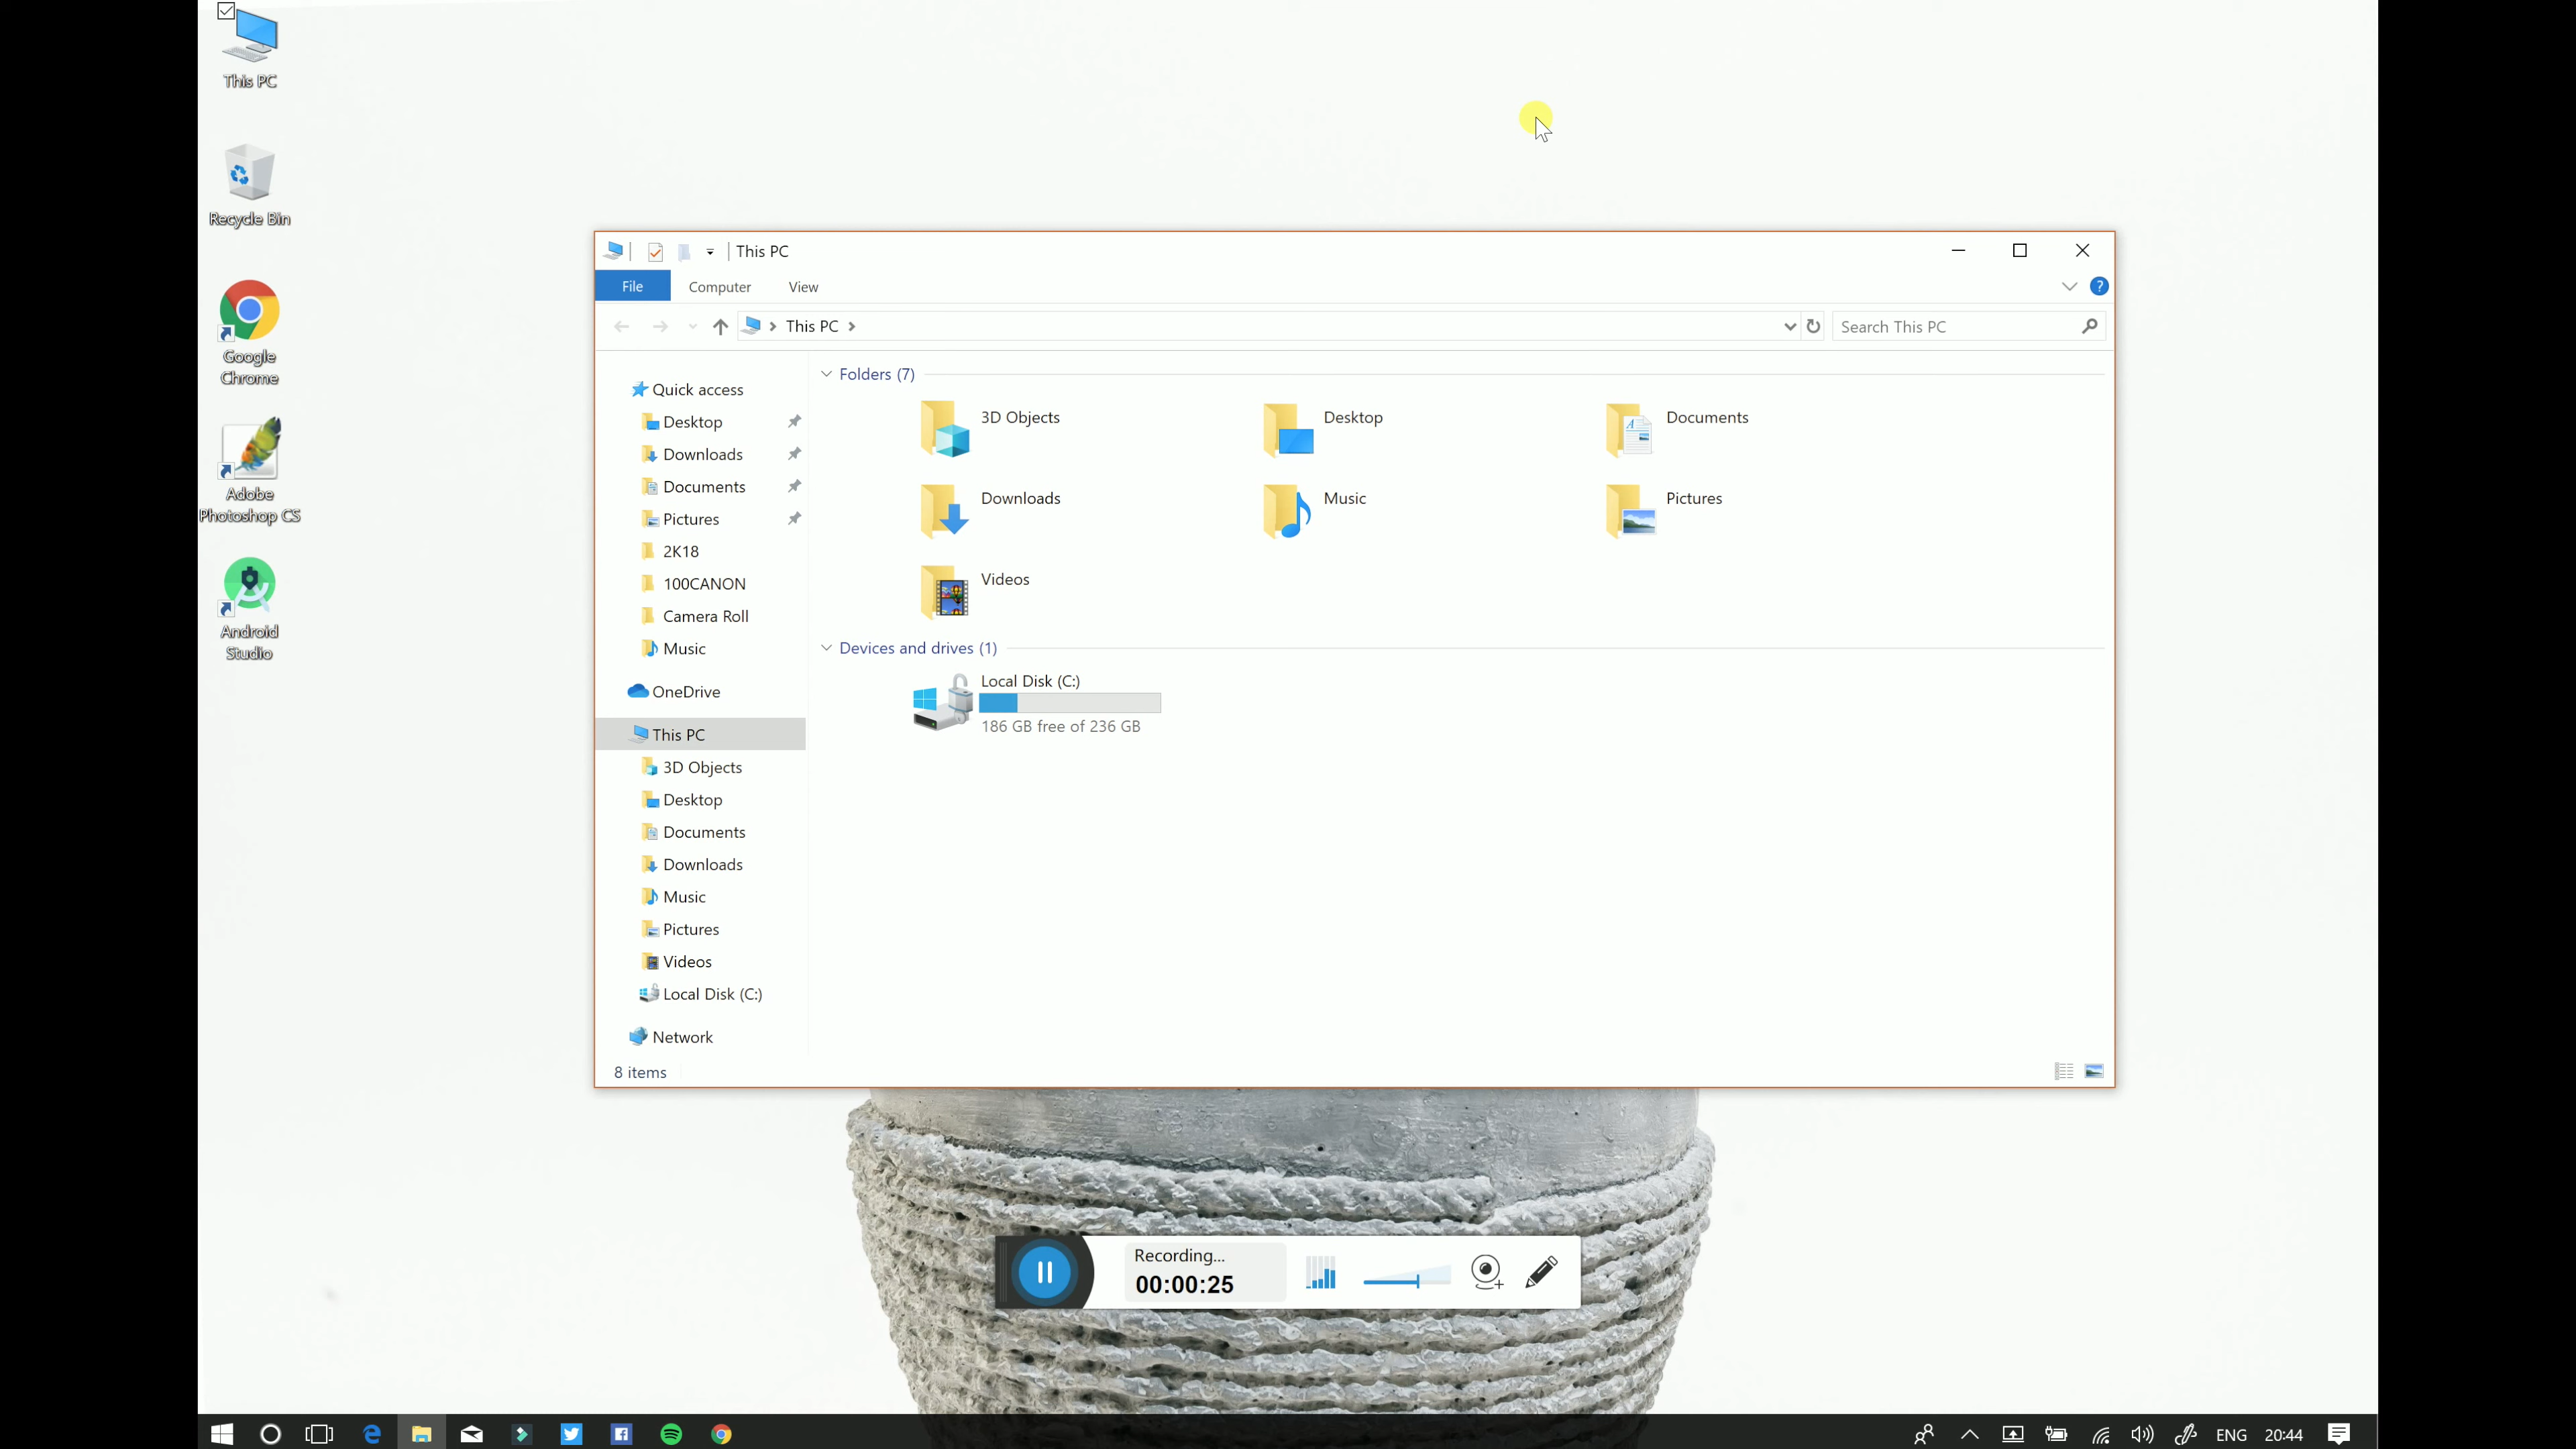 This PC
Recycle Bin
Google
Chrome
Adobe
Photoshop CS
Android
Studio
This PC
File Computer View
This PC
Search This PC
Quick access
Desktop
Downloads
Documents
Pictures
2K18
100CANON
Camera Roll
Music
OneDrive
This PC
3D Objects
Desktop
Documents
Downloads
Music
Pictures
Videos
Local Disk (C:)
Network
Folders (7)
3D Objects Desktop Documents
Downloads Music Pictures
Videos
Devices and drives (1)
Local Disk (C:)
186 GB free of 236 GB
8 items
Recording...
00:00:25
ENG 20:44